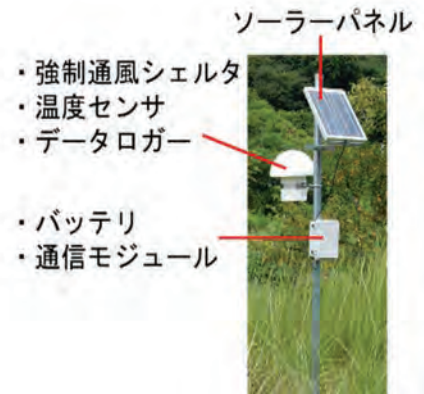 ソーラーパネル
・強制通風シェルタ
・温度センサ
・データロガー
・バッテリ
・通信モジュール